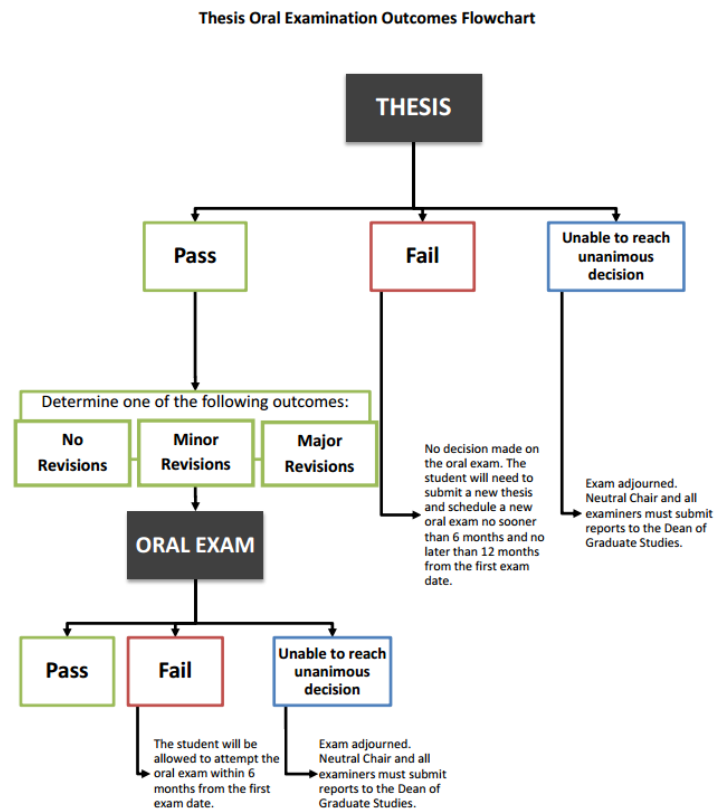 Thesis Oral Examination Outcomes Flowchart
THESIS
Pass
Fail
Unable to reach
unanimous
decision
Determine one of the following outcomes:
No
Revisions
Minor
Revisions
Major
Revisions
No decision made on
the oral exam. The
student will need to
submit a new thesis
and schedule a new
oral exam no sooner
than 6 months and no
later than 12 months
from the first exam
date.
Exam adjourned.
Neutral Chair and all
examiners must submit
reports to the Dean of
Graduate Studies.
ORAL EXAM
Pass
Fail
Unable to reach
unanimous
decision
The student will be
allowed to attempt the
oral exam within 6
months from the first
exam date.
Exam adjourned.
Neutral Chair and all
examiners must submit
reports to the Dean of
Graduate Studies.